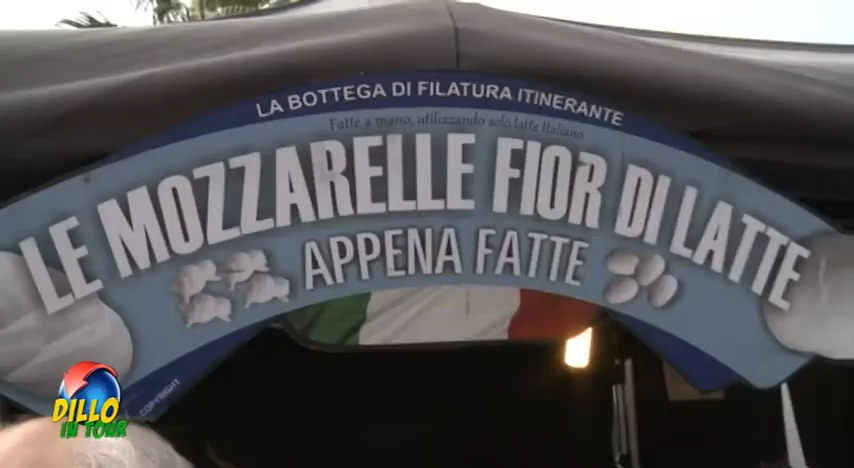 LA BOTTEGA DI FILATURA ITINERANTE
Fatte a mano, utilizzando solo latte Italiano
LE MOZZARELLE FIOR DI LATTE
APPENA FATTE
COPYRIGHT
DILLO
IN TOUR